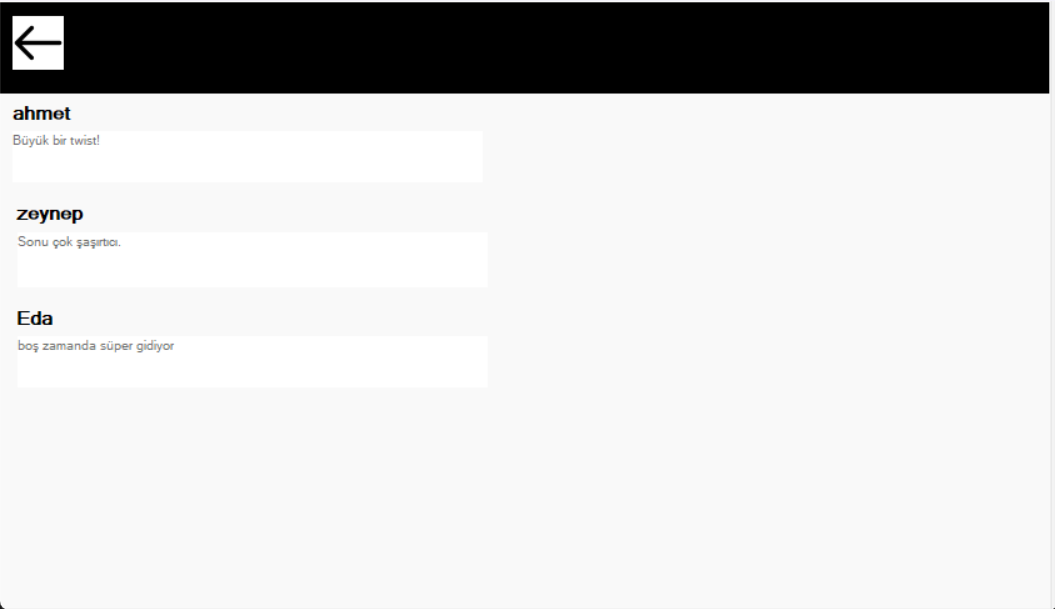 ahmet
Büyük bir twist!
zeynep
Sonu çok şaşırtıcı.
Eda
boş zamanda süper gidiyor